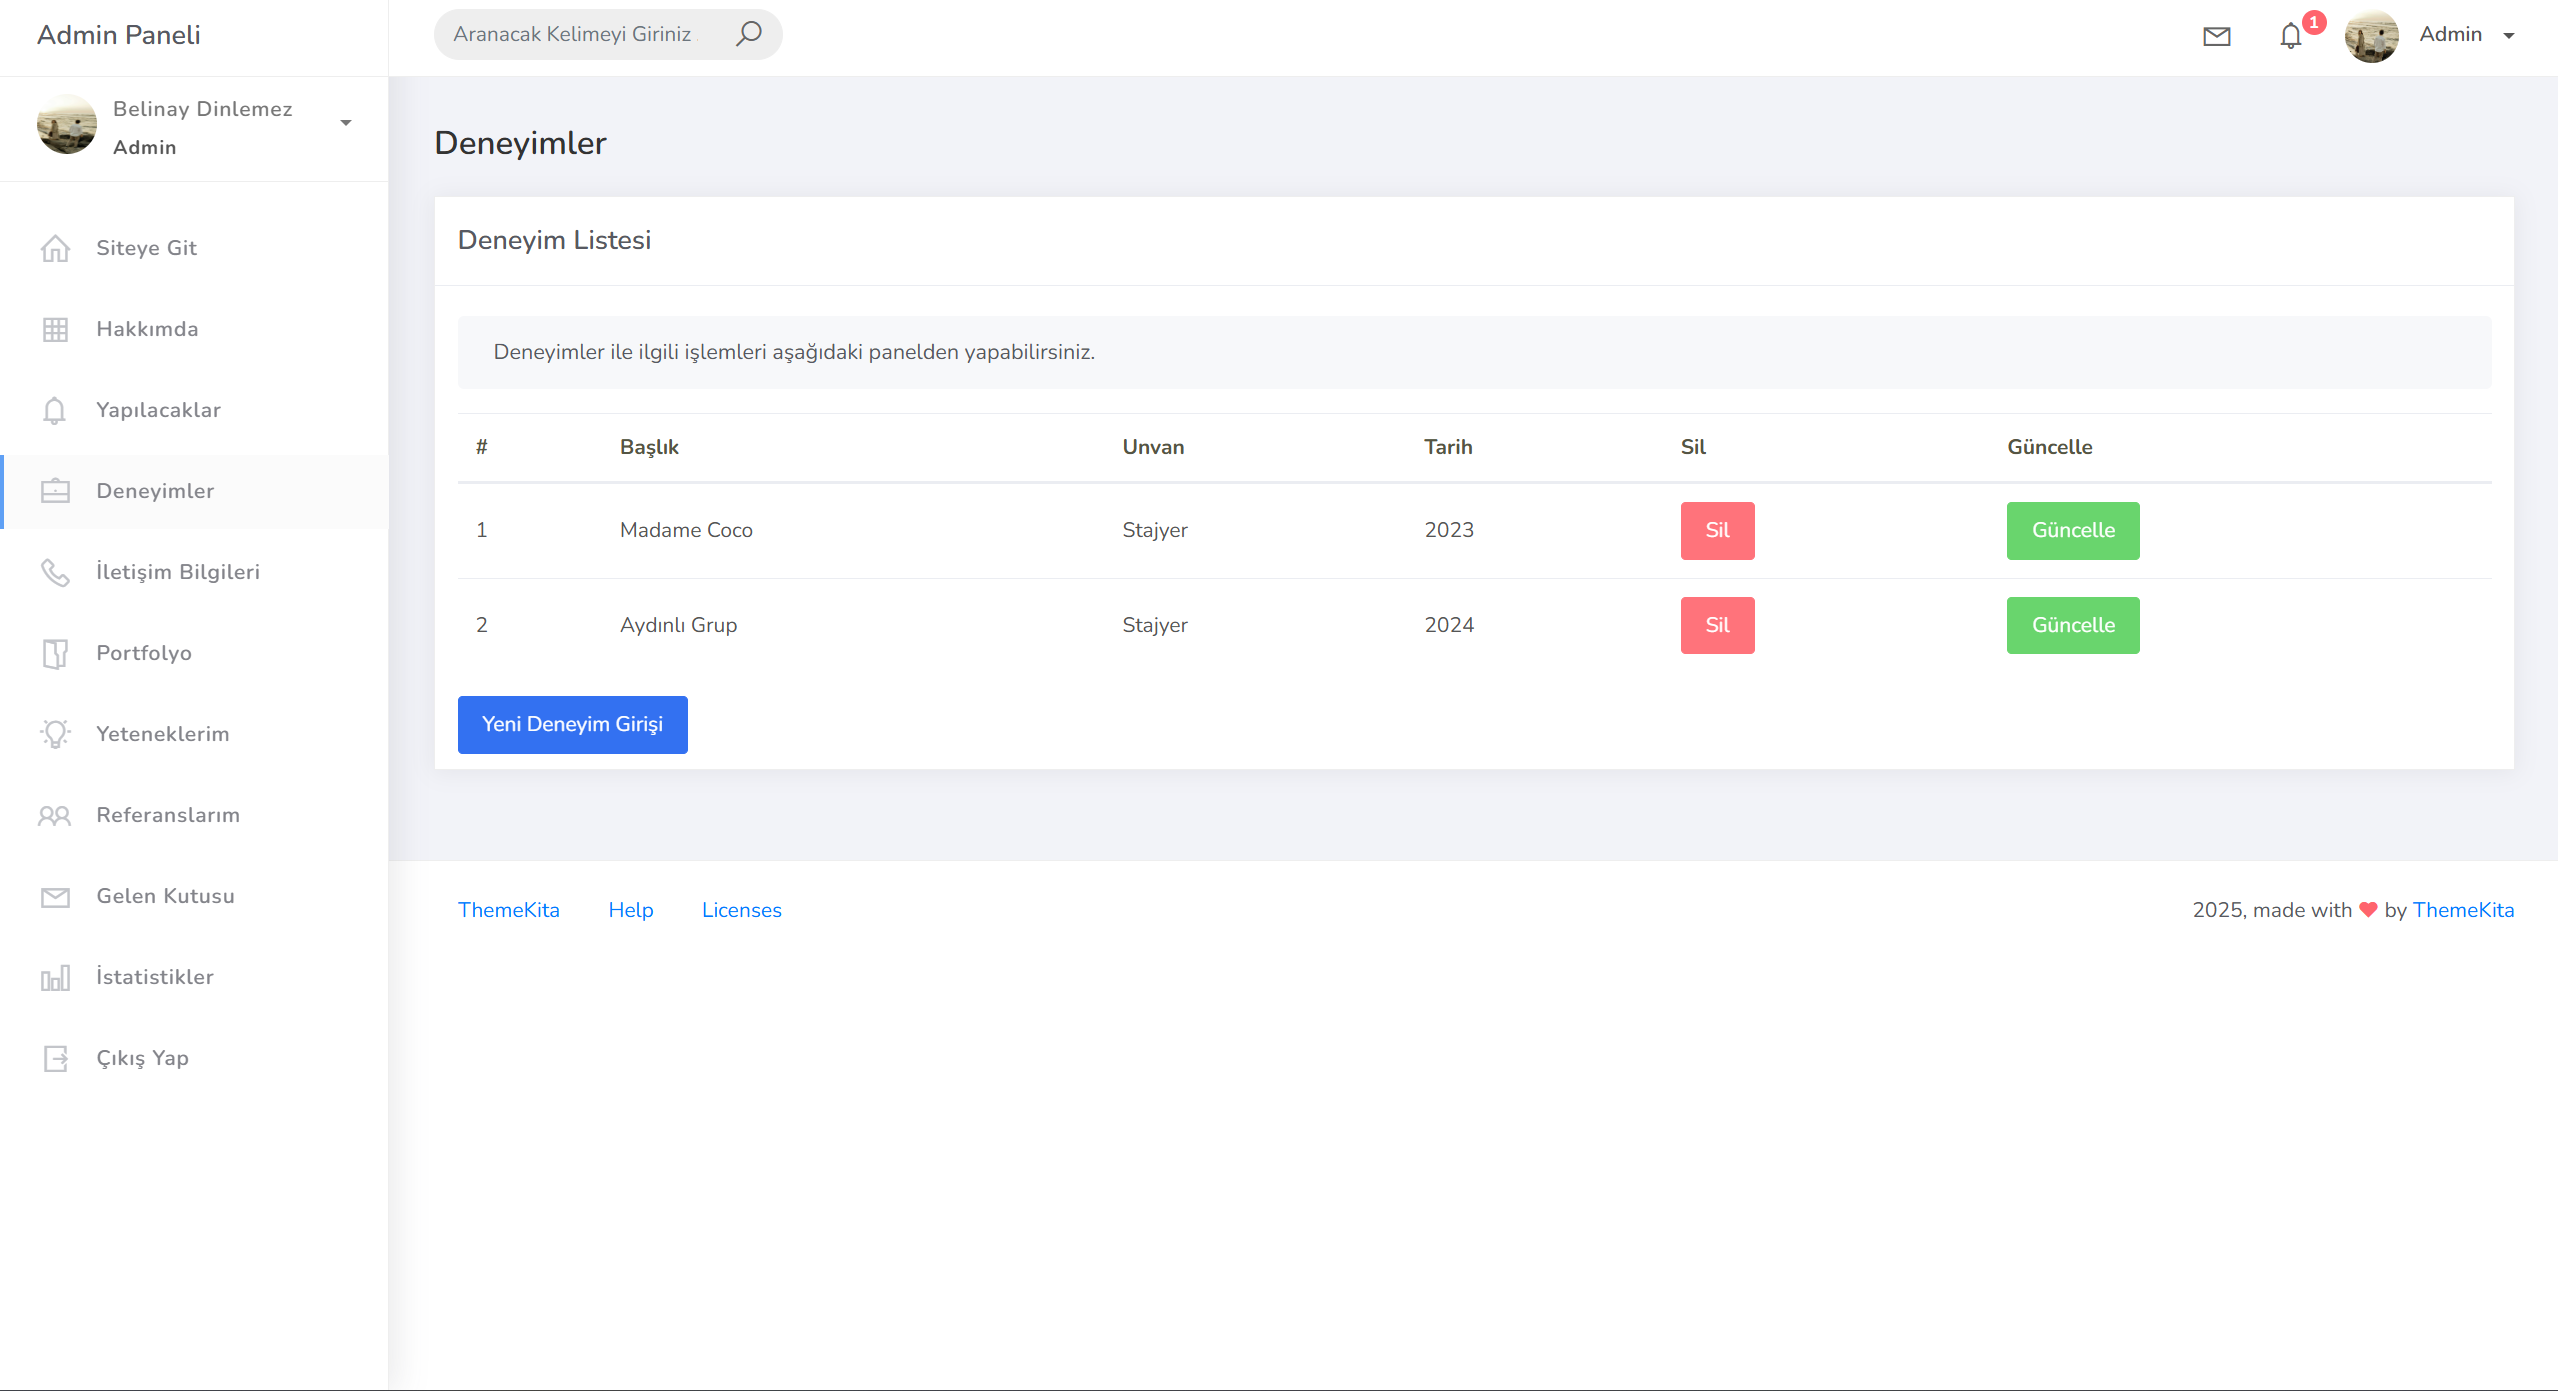 Admin Paneli
Aranacak Kelimeyi Giriniz
1
Admin
Belinay Dinlemez
Admin
Siteye Git
Hakkımda
Yapılacaklar
Deneyimler
İletişim Bilgileri
Portfolyo
Yeteneklerim
Referanslarım
Gelen Kutusu
İstatistikler
Çıkış Yap
Deneyimler
Deneyim Listesi
Deneyimler ile ilgili işlemleri aşağıdaki panelden yapabilirsiniz.
# Başlık Unvan Tarih Sil Güncelle
1 Madame Coco Stajyer 2023 Sil Güncelle
2 Aydınlı Grup Stajyer 2024 Sil Güncelle
Yeni Deneyim Girişi
ThemeKita Help Licenses
2025, made with ❤ by ThemeKita